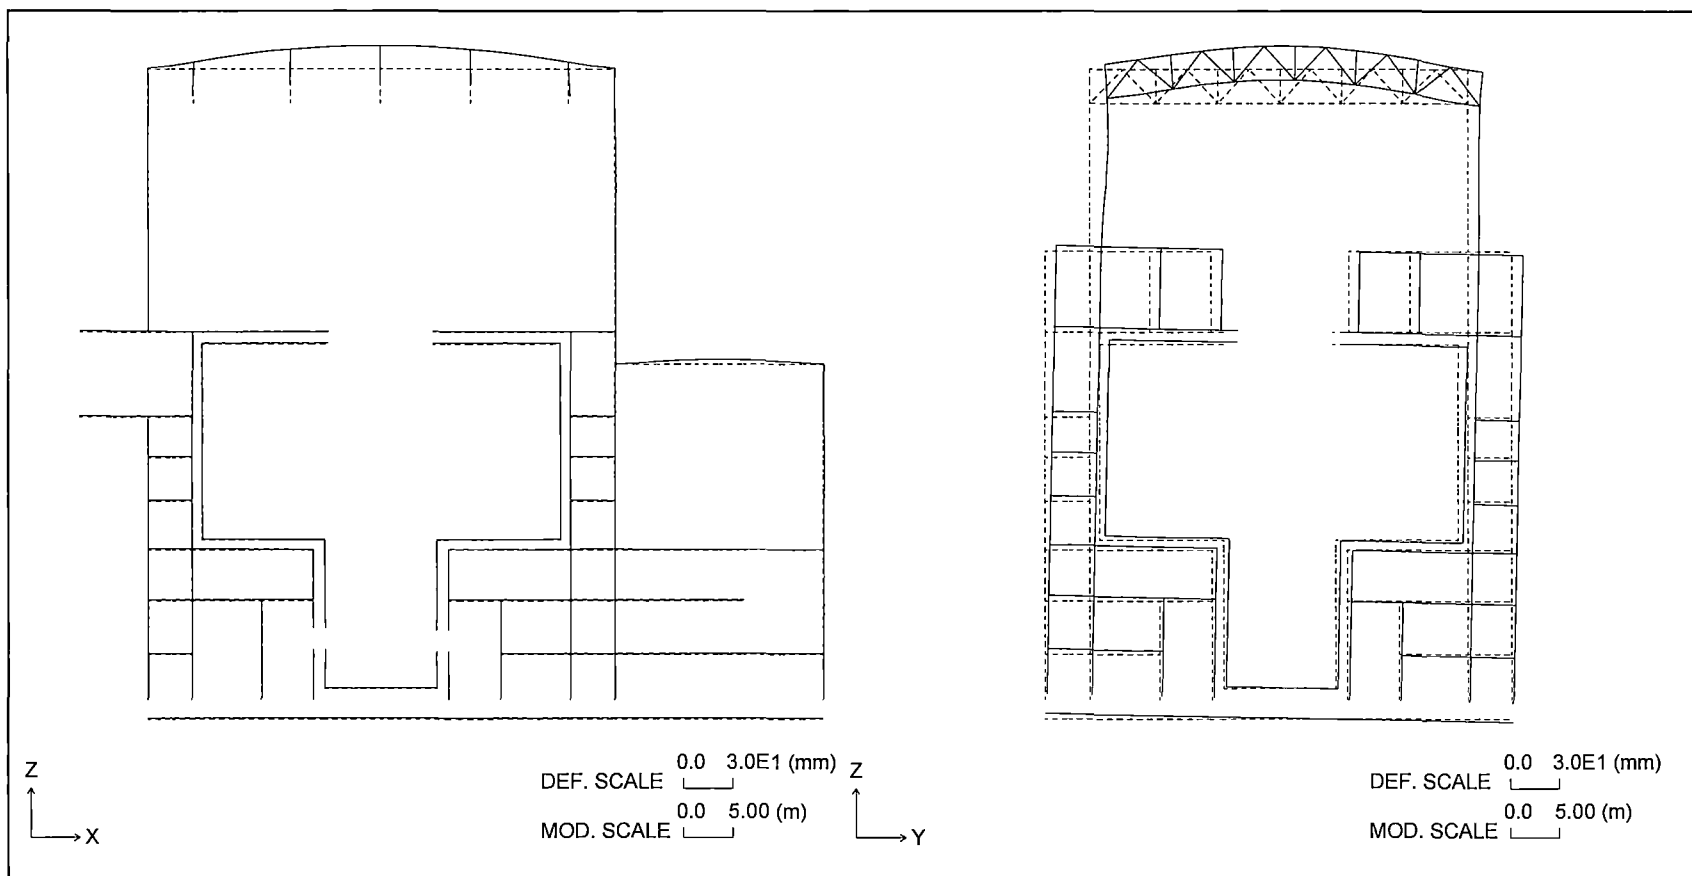 Z
X
0.0 3.0E1 (mm)
DEF. SCALE
0.0 5.00 (m)
MOD. SCALE
Z
Y
0.0 3.0E1 (mm)
DEF. SCALE
0.0 5.00 (m)
MOD. SCALE